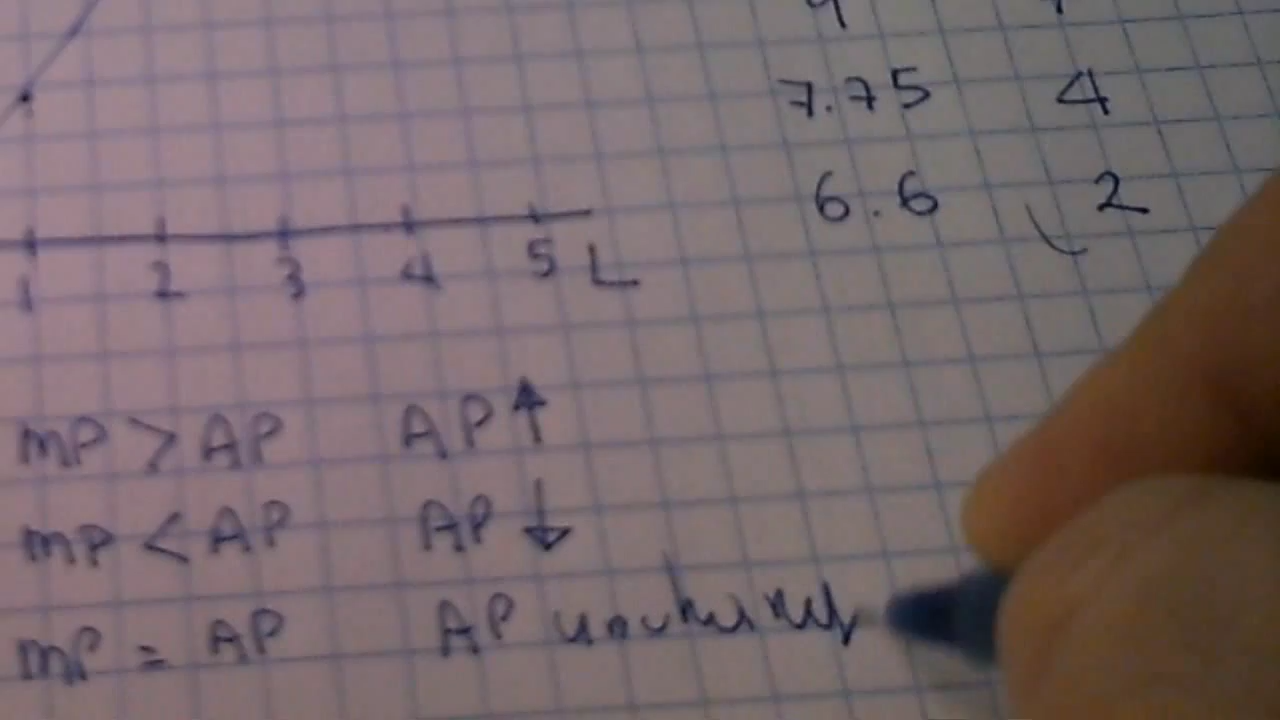 7.75 4
6.6 2
1 2 3 4 5 L
MP > AP AP ↑
MP < AP AP ↓
MP = AP AP